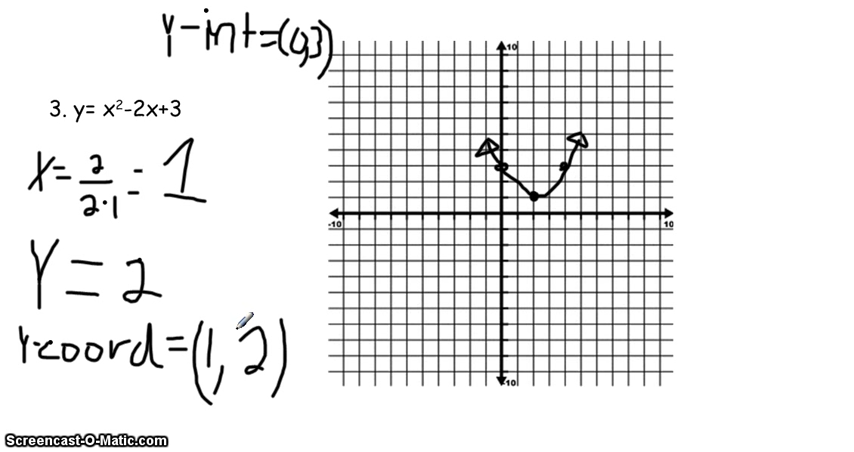 Y-int=(0,3)
3. y= x²-2x+3
X= 2/2·1 = 1
Y = 2
Y-coord=(1, 2)
10
-10
10
-10
Screencast-O-Matic.com